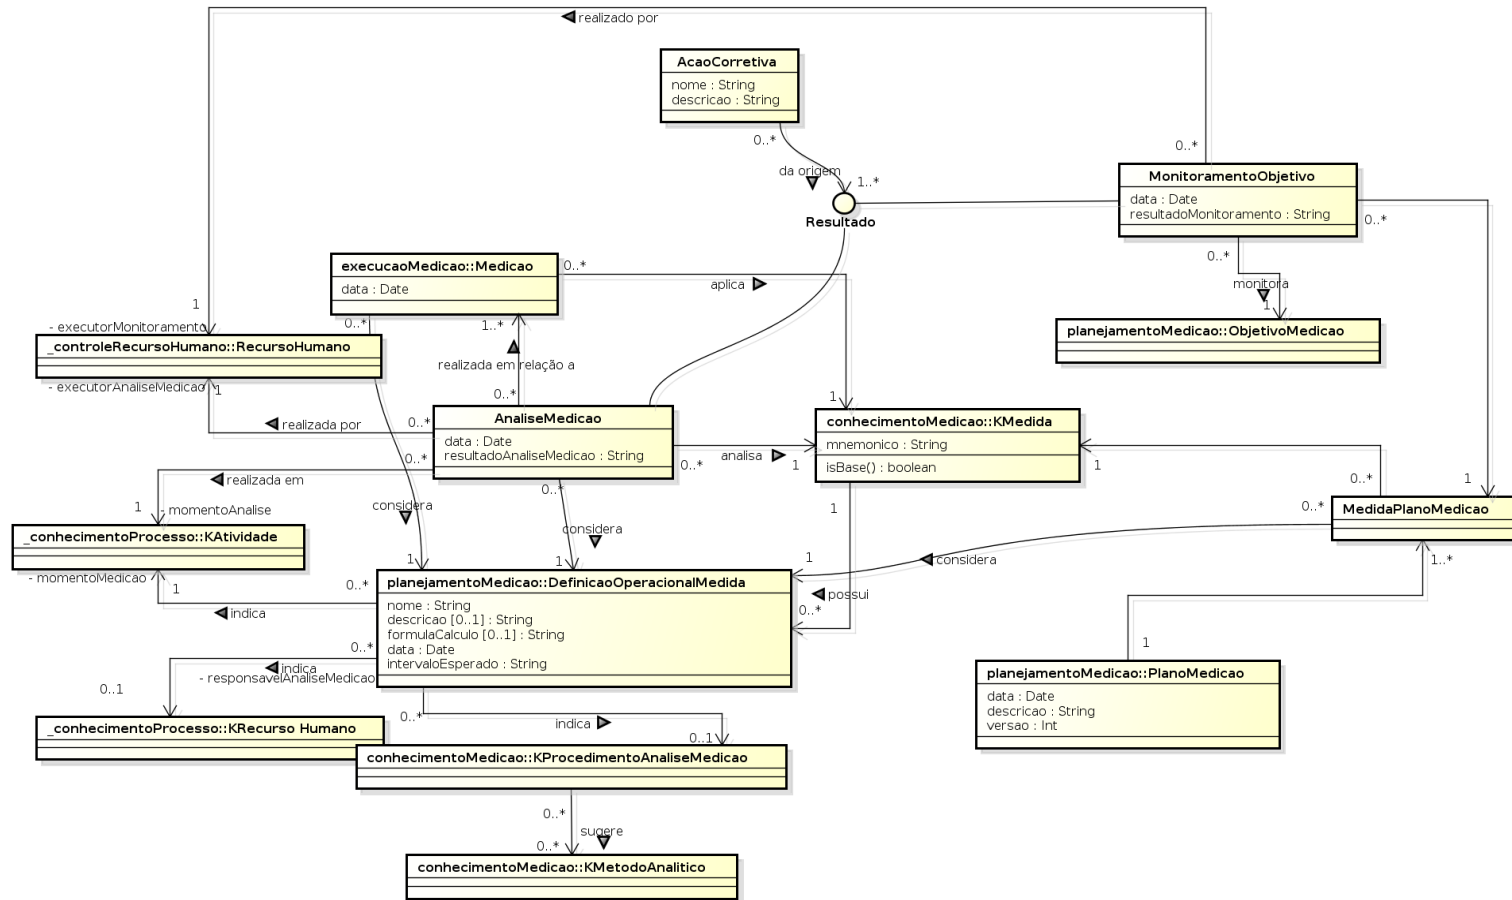 realizado por
AcaoCorretiva
nome : String
descricao : String
0..*
0..*
da origem
1..*
Resultado
MonitoramentoObjetivo
data : Date
resultadoMonitoramento : String
0..*
0..*
monitora
1
planejamentoMedicao::ObjetivoMedicao
execucaoMedicao::Medicao
data : Date
0..*
aplica
1
- executorMonitoramento
0..*
1..*
_controleRecursoHumano::RecursoHumano
realizada em relação a
- executorAnaliseMedicao
1
0..*
1
AnaliseMedicao
data : Date
resultadoAnaliseMedicao : String
0..*
realizada por
0..*
realizada em
conhecimentoMedicao::KMedida
mnemonico : String
isBase() : boolean
0..*
analisa
1
1
0..*
1
MedidaPlanoMedicao
0..*
1
- momentoAnalise
considera
0..*
considera
1
_conhecimentoProcesso::KAtividade
- momentoMedicao
1
0..*
indica
1
1
1
considera
possui
0..*
1..*
planejamentoMedicao::DefinicaoOperacionalMedida
nome : String
descricao [0..1] : String
formulaCalculo [0..1] : String
data : Date
intervaloEsperado : String
1
0..*
indica
- responsavelAnaliseMedicao
0..1
planejamentoMedicao::PlanoMedicao
data : Date
descricao : String
versao : Int
_conhecimentoProcesso::KRecurso Humano
0..*
indica
0..1
conhecimentoMedicao::KProcedimentoAnaliseMedicao
0..*
sugere
0..*
conhecimentoMedicao::KMetodoAnalitico